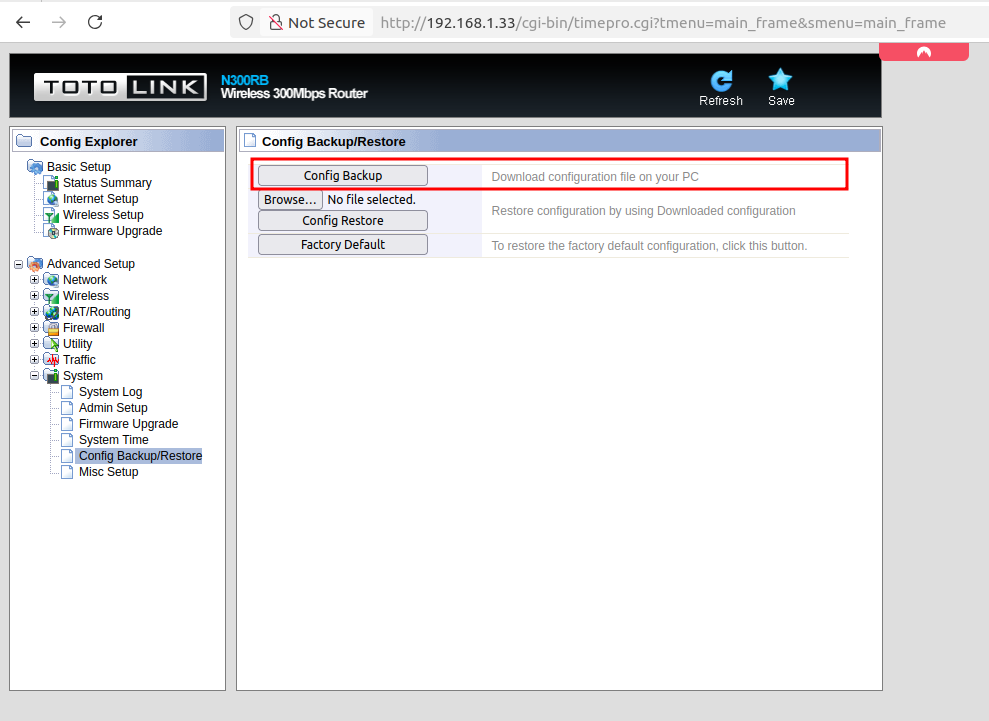 Not Secure http://192.168.1.33/cgi-bin/timepro.cgi?tmenu=main_frame&smenu=main_frame
TOTO LINK
N300RB
Wireless 300Mbps Router
Refresh Save
Config Explorer
Basic Setup
Status Summary
Internet Setup
Wireless Setup
Firmware Upgrade
Advanced Setup
Network
Wireless
NAT/Routing
Firewall
Utility
Traffic
System
System Log
Admin Setup
Firmware Upgrade
System Time
Config Backup/Restore
Misc Setup
Config Backup/Restore
Config Backup Download configuration file on your PC
Browse... No file selected.
Config Restore
Restore configuration by using Downloaded configuration
Factory Default To restore the factory default configuration, click this button.